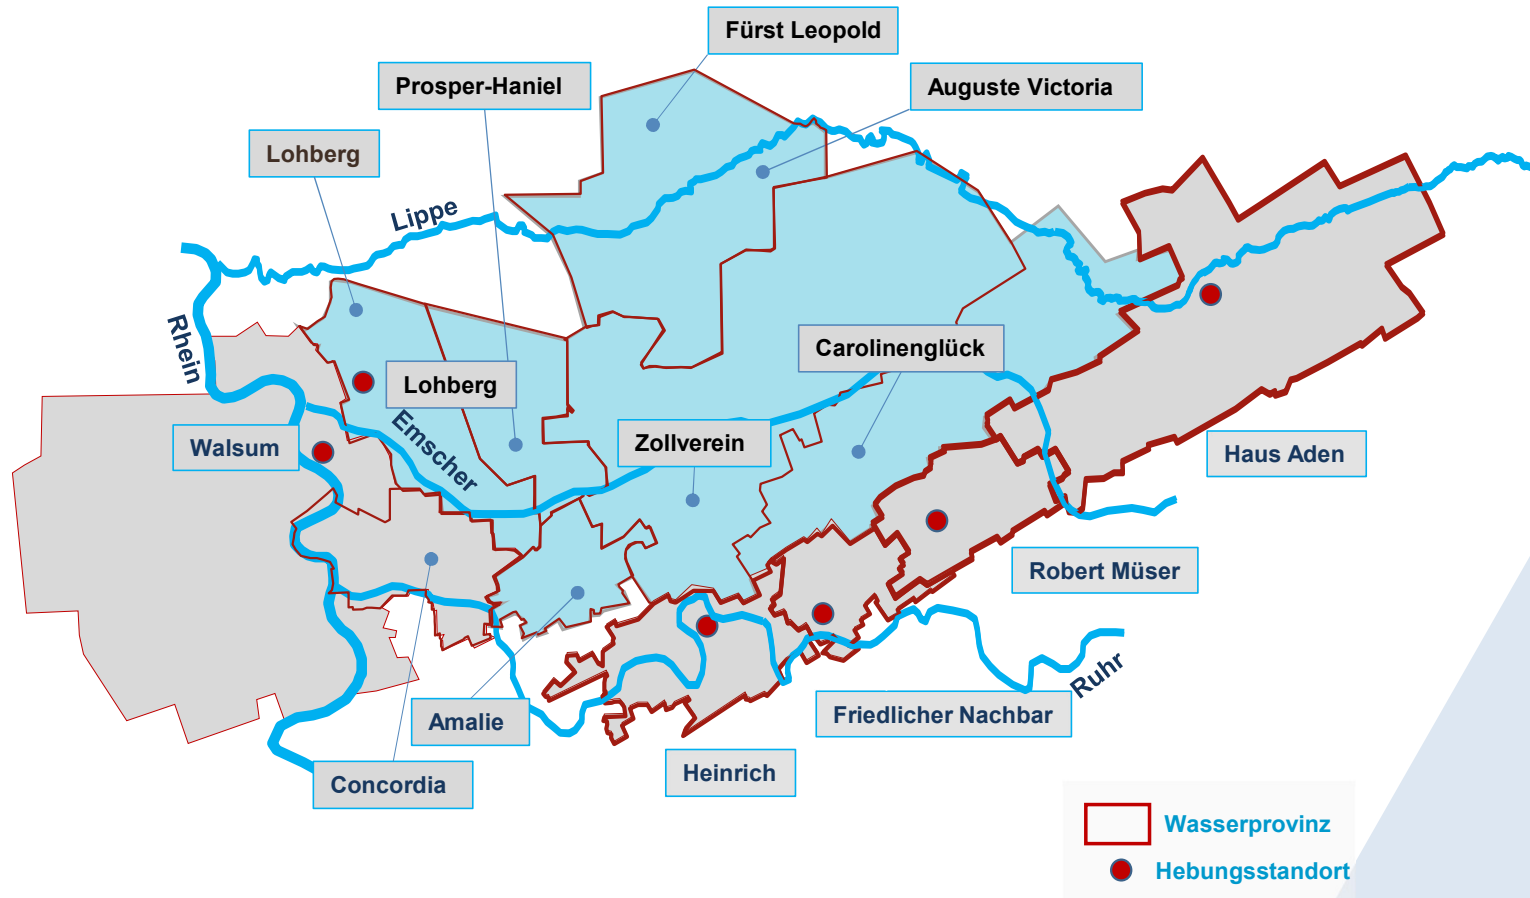 Fürst Leopold
Prosper-Haniel
Auguste Victoria
Lohberg
Lippe
Rhein
Carolinenglück
Lohberg
Emscher
Walsum
Zollverein
Haus Aden
Robert Müser
Ruhr
Amalie
Friedlicher Nachbar
Heinrich
Concordia
Wasserprovinz
Hebungsstandort